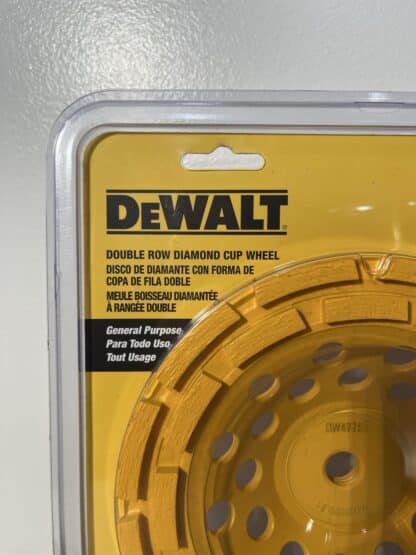 DEWALT
DOUBLE ROW DIAMOND CUP WHEEL
DISCO DE DIAMANTE CON FORMA DE
COPA DE FILA DOBLE
MEULE BOISSEAU DIAMANTÉE
À RANGÉE DOUBLE
General Purpose
Para Todo Uso
Tout Usage